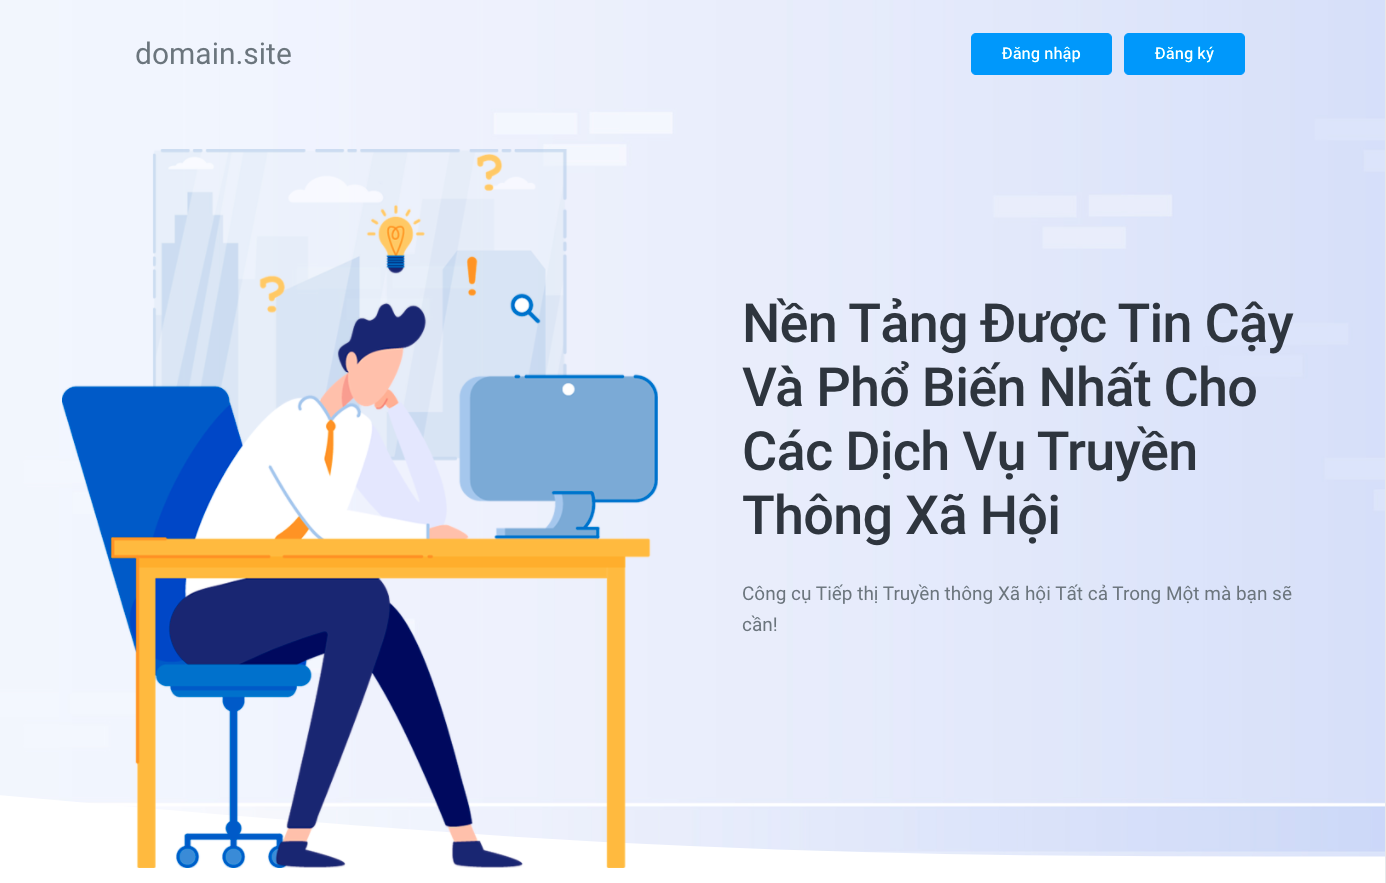 domain.site
Đăng nhập
Đăng ký
Nền Tảng Được Tin Cậy
Và Phổ Biến Nhất Cho
Các Dịch Vụ Truyền
Thông Xã Hội
Công cụ Tiếp thị Truyền thông Xã hội Tất cả Trong Một mà bạn sẽ
cần!